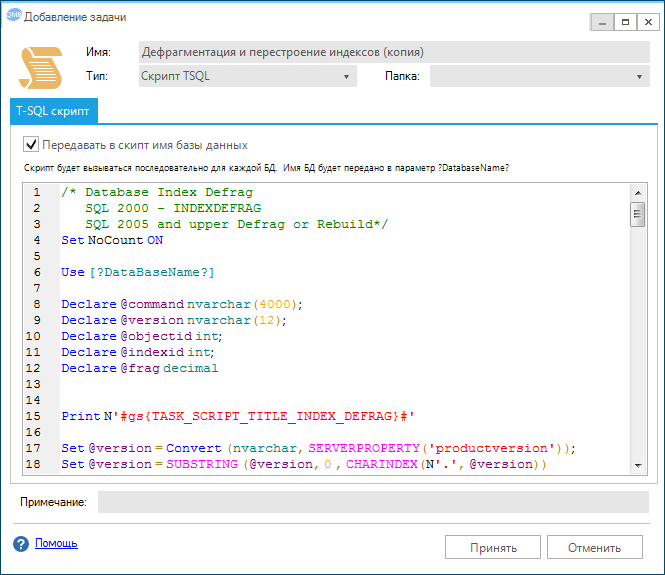 Добавление задачи
Имя: Дефрагментация и перестроение индексов (копия)
Тип: Скрипт TSQL Папка:
T-SQL скрипт
Передавать в скипт имя базы данных
Скрипт будет вызываться последовательно для каждой БД. Имя БД будет передано в параметр ?DatabaseName?
1 /* Database Index Defrag
2 SQL 2000 - INDEXDEFRAG
3 SQL 2005 and upper Defrag or Rebuild*/
4 Set NoCount ON
5
6 Use [?DataBaseName?]
7
8 Declare @command nvarchar(4000);
9 Declare @version nvarchar(12);
10 Declare @objectid int;
11 Declare @indexid int;
12 Declare @frag decimal
13
14
15 Print N'#gs{TASK_SCRIPT_TITLE_INDEX_DEFRAG}#'
16
17 Set @version = Convert (nvarchar, SERVERPROPERTY('productversion'));
18 Set @version = SUBSTRING (@version, 0 , CHARINDEX(N'.', @version))
Примечание:
? Помощь Принять Отменить